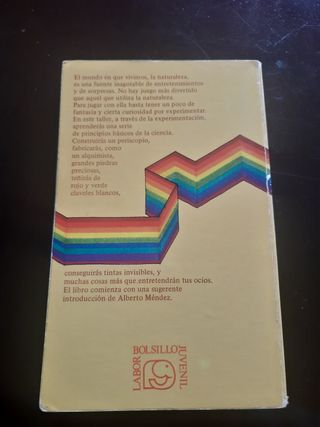 El mundo en que vivimos, la naturaleza,
es una fuente inagotable de entretenimientos
y de sorpresas. No hay juego más divertido
que aquel que utiliza la naturaleza.
Para jugar con ella basta tener un poco de
fantasía y cierta curiosidad por experimentar.
En este taller, a través de la experimentación,
aprenderás una serie
de principios básicos de la ciencia.
Construirás un periscopio,
fabricarás, como
un alquimista,
grandes piedras
preciosas,
teñirás de
rojo y verde
claveles blancos,
conseguirás tintas invisibles, y
muchas cosas más que entretendrán tus ocios.
El libro comienza con una sugerente
introducción de Alberto Méndez.
LABOR
BOLSILLO
JUVENIL